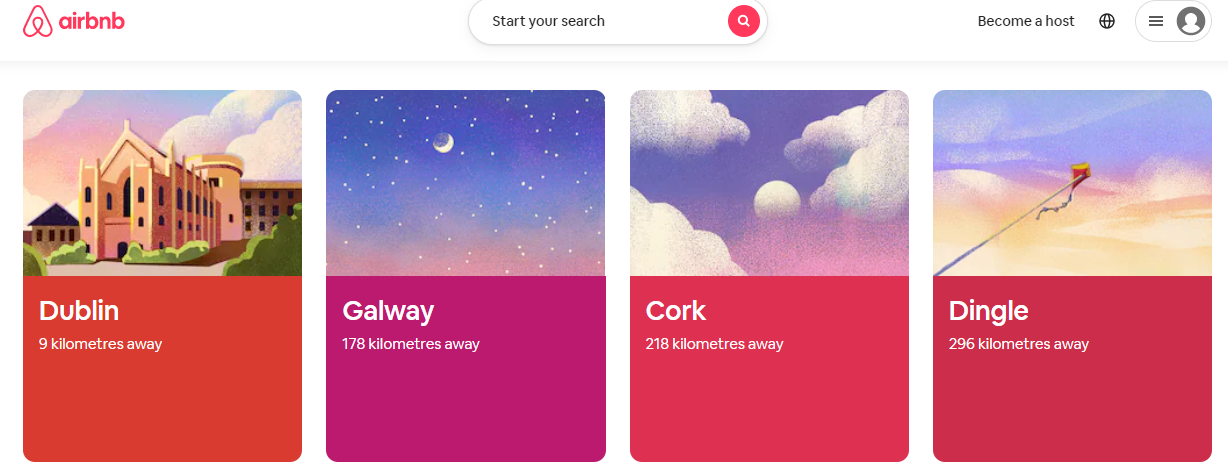 airbnb
Start your search
Become a host
Dublin
9 kilometres away
Galway
178 kilometres away
Cork
218 kilometres away
Dingle
296 kilometres away